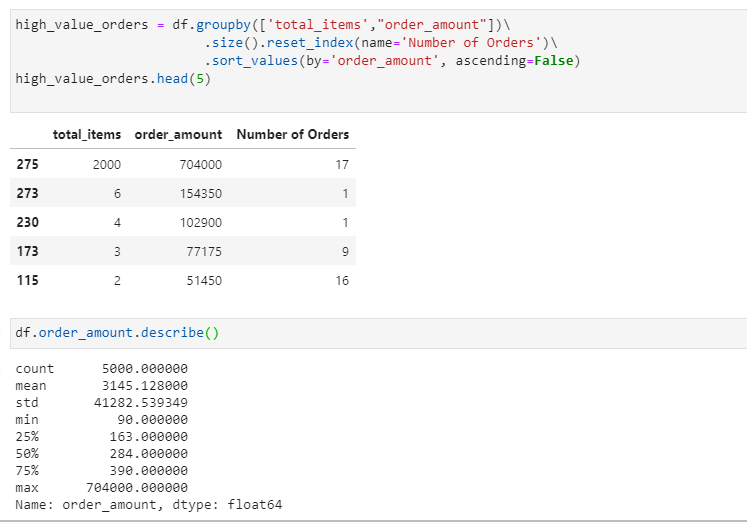 high_value_orders = df.groupby(['total_items',"order_amount"])\
.size().reset_index(name='Number of Orders')\
.sort_values(by='order_amount', ascending=False)
high_value_orders.head(5)
total_items order_amount Number of Orders
275 2000 704000 17
273 6 154350 1
230 4 102900 1
173 3 77175 9
115 2 51450 16
df.order_amount.describe()
count 5000.000000
mean 3145.128000
std 41282.539349
min 90.000000
25% 163.000000
50% 284.000000
75% 390.000000
max 704000.000000
Name: order_amount, dtype: float64